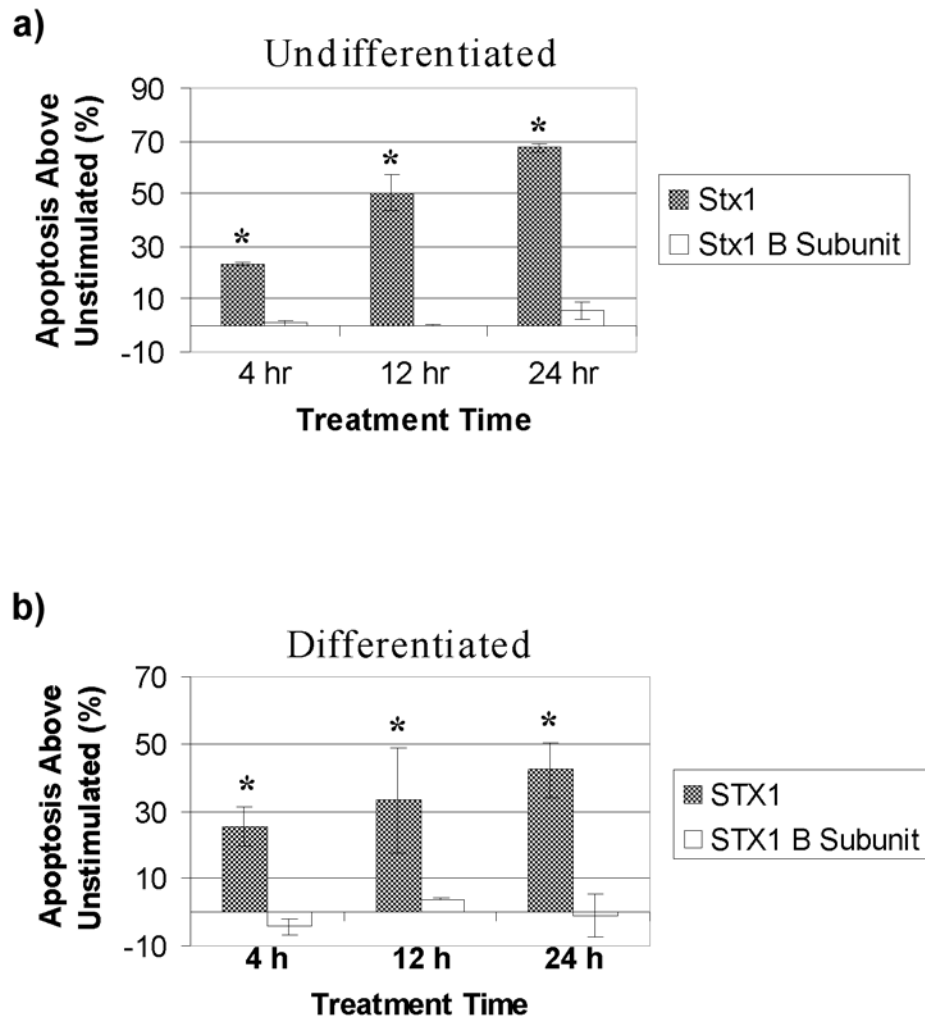 a)
Undifferentiated
Apoptosis Above
Unstimulated (%)
90
70
50
30
10
-10
*
*
*
4 hr
12 hr
24 hr
Treatment Time
Stx1
Stx1 B Subunit
b)
Differentiated
Apoptosis Above
Unstimulated (%)
70
50
30
10
-10
*
*
*
4 h
12 h
24 h
Treatment Time
STX1
STX1 B Subunit